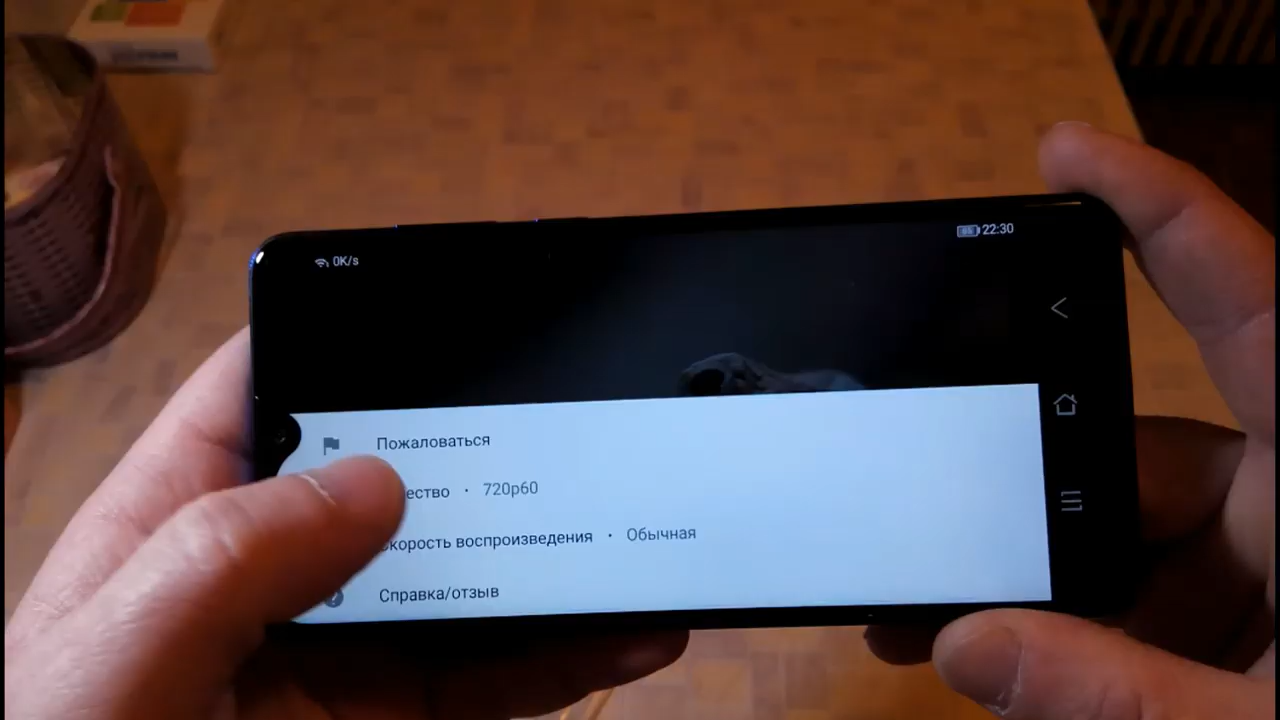 0K/s
22:30
Пожаловаться
ество · 720p60
корость воспроизведения · Обычная
Справка/отзыв